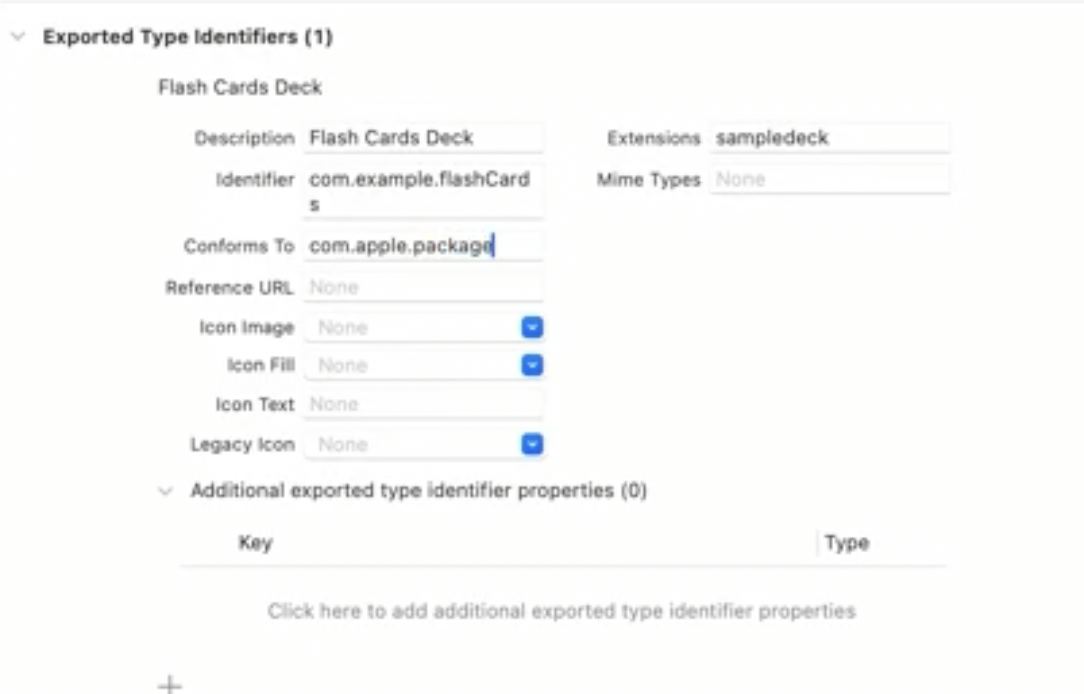 Exported Type Identifiers (1)
Flash Cards Deck
Description Flash Cards Deck Extensions sampledeck
Identifier com.example.flashCard Mime Types None
s
Conforms To com.apple.package
Reference URL None
Icon Image None
Icon Fill None
Icon Text None
Legacy Icon None
Additional exported type identifier properties (0)
Key Type
Click here to add additional exported type identifier properties